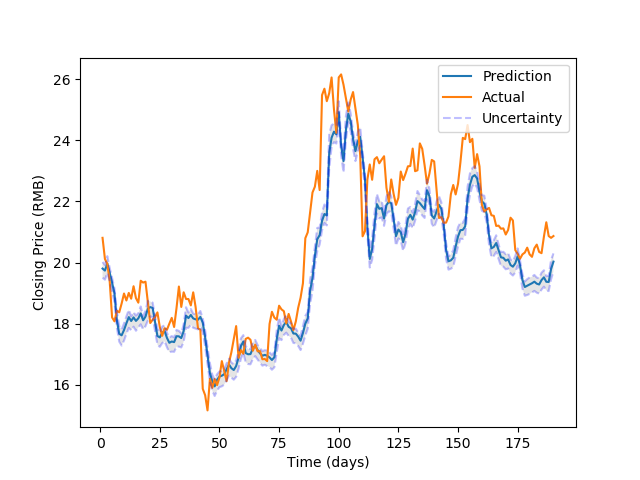 Prediction
Actual
Uncertainty
26
24
22
20
18
16
Closing Price (RMB)
0 25 50 75 100 125 150 175
Time (days)